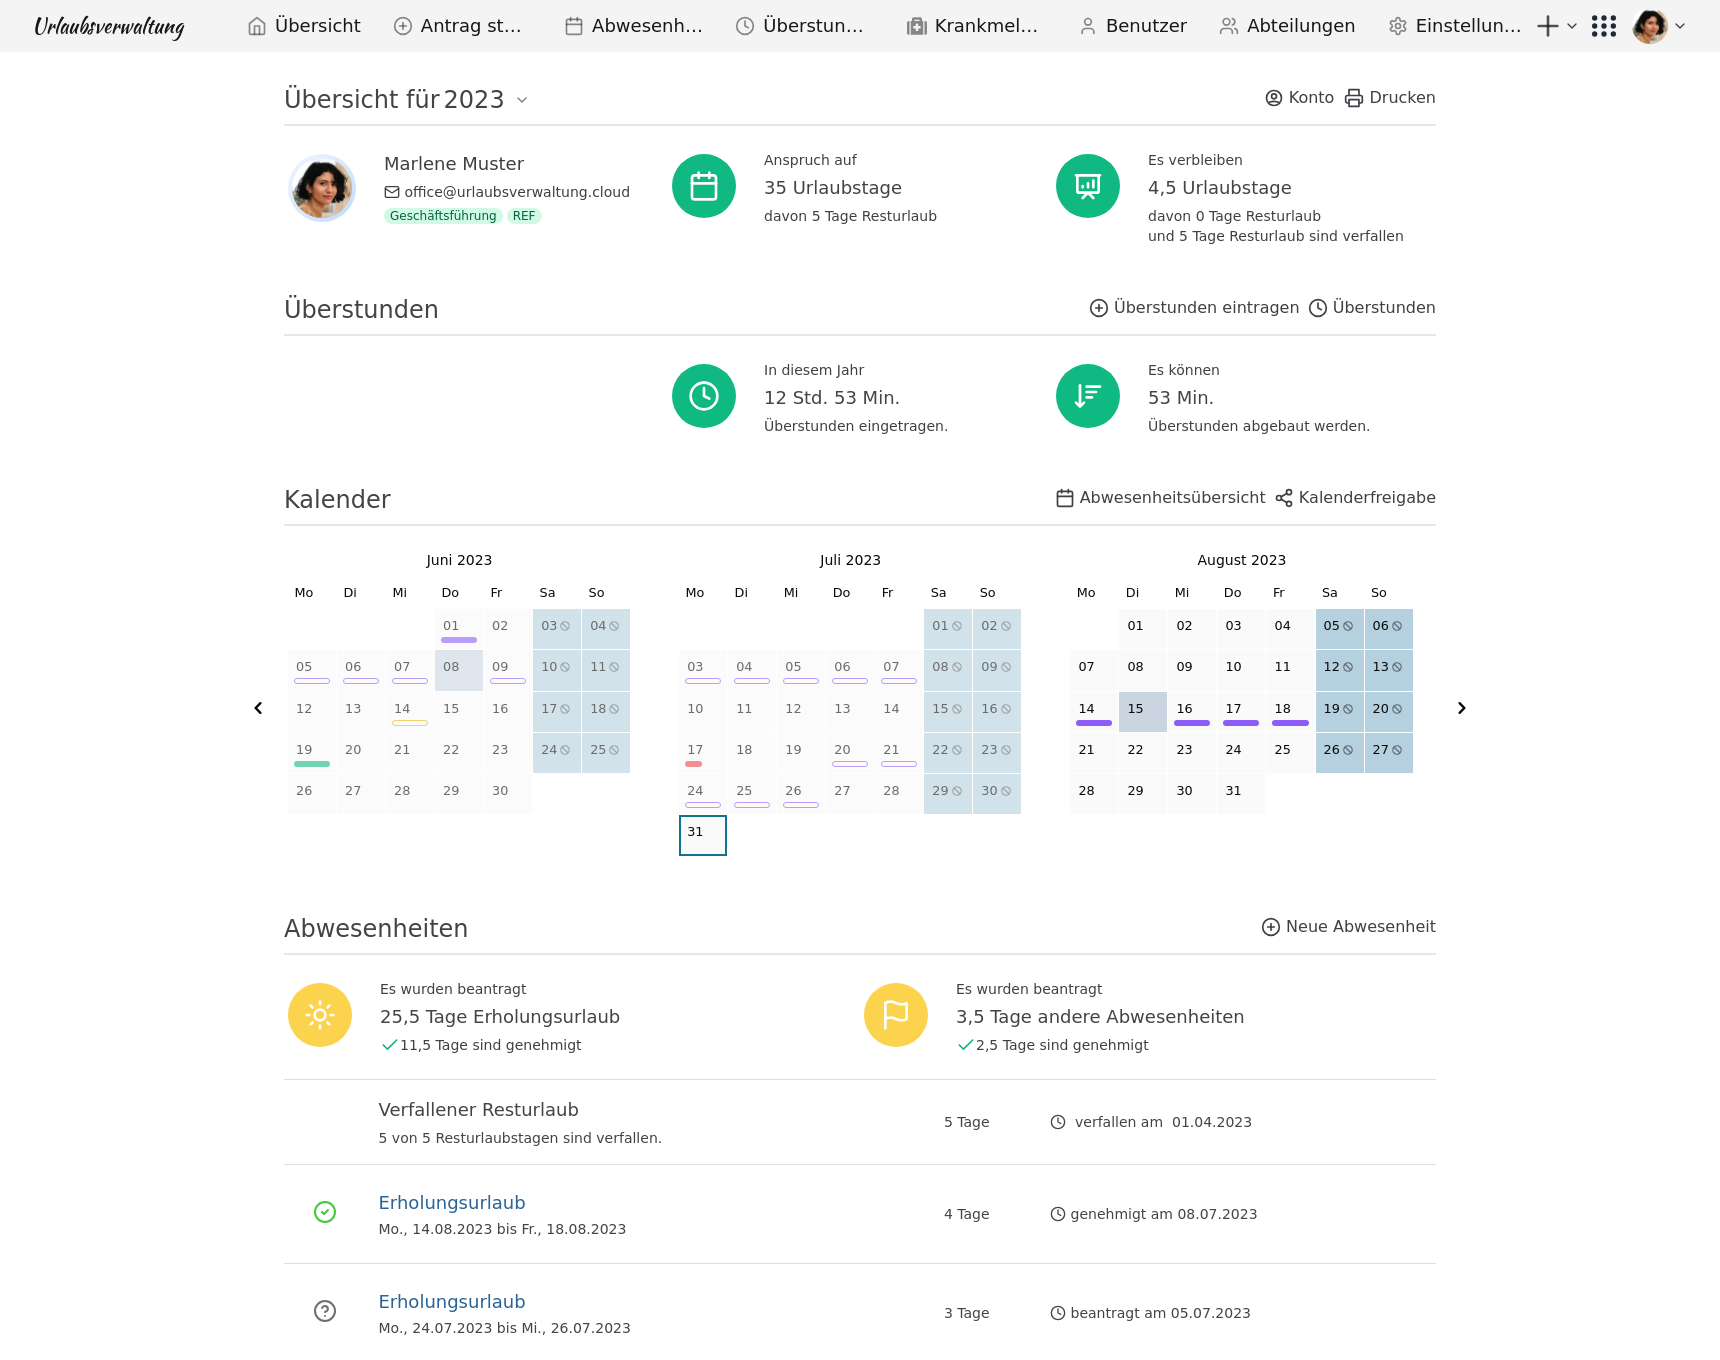 Urlaubsverwaltung Übersicht Antrag st… Abwesenh… Überstun… Krankmel… Benutzer Abteilungen Einstellun…
Übersicht für 2023 Konto Drucken
Marlene Muster
office@urlaubsverwaltung.cloud
Geschäftsführung REF
Anspruch auf
35 Urlaubstage
davon 5 Tage Resturlaub
Es verbleiben
4,5 Urlaubstage
davon 0 Tage Resturlaub
und 5 Tage Resturlaub sind verfallen
Überstunden Überstunden eintragen Überstunden
In diesem Jahr
12 Std. 53 Min.
Überstunden eingetragen.
Es können
53 Min.
Überstunden abgebaut werden.
Kalender Abwesenheitsübersicht Kalenderfreigabe
Juni 2023
Mo Di Mi Do Fr Sa So
01 02 03 04
05 06 07 08 09 10 11
12 13 14 15 16 17 18
19 20 21 22 23 24 25
26 27 28 29 30
Juli 2023
Mo Di Mi Do Fr Sa So
01 02
03 04 05 06 07 08 09
10 11 12 13 14 15 16
17 18 19 20 21 22 23
24 25 26 27 28 29 30
31
August 2023
Mo Di Mi Do Fr Sa So
01 02 03 04 05 06
07 08 09 10 11 12 13
14 15 16 17 18 19 20
21 22 23 24 25 26 27
28 29 30 31
Abwesenheiten Neue Abwesenheit
Es wurden beantragt
25,5 Tage Erholungsurlaub
11,5 Tage sind genehmigt
Es wurden beantragt
3,5 Tage andere Abwesenheiten
2,5 Tage sind genehmigt
Verfallener Resturlaub
5 von 5 Resturlaubstagen sind verfallen.
5 Tage verfallen am 01.04.2023
Erholungsurlaub
Mo., 14.08.2023 bis Fr., 18.08.2023
4 Tage genehmigt am 08.07.2023
Erholungsurlaub
Mo., 24.07.2023 bis Mi., 26.07.2023
3 Tage beantragt am 05.07.2023